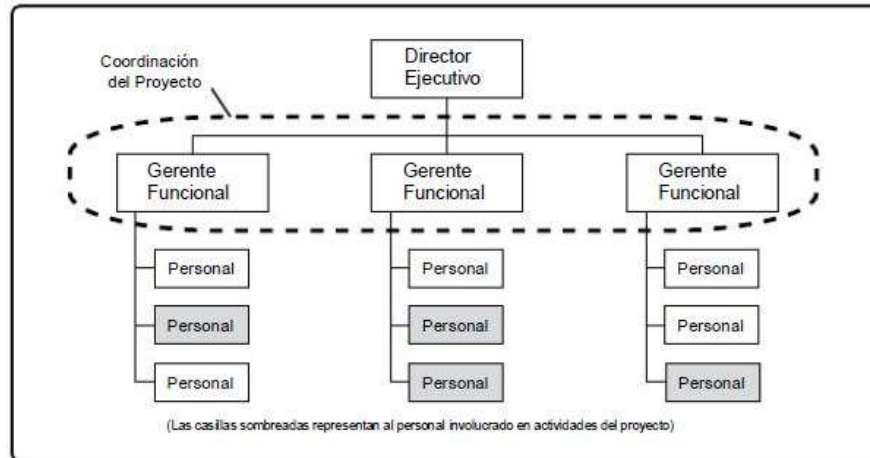 Coordinación
del Proyecto
Director
Ejecutivo
Gerente
Funcional
Gerente
Funcional
Gerente
Funcional
Personal
Personal
Personal
Personal
Personal
Personal
Personal
Personal
Personal
(Las casillas sombreadas representan al personal involucrado en actividades del proyecto)